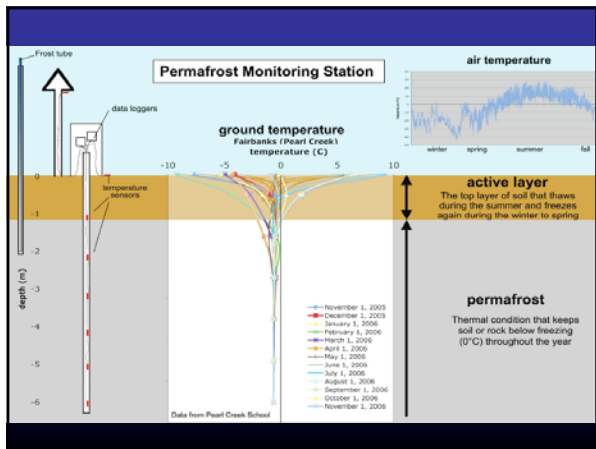 Frost tube
Permafrost Monitoring Station
air temperature
data loggers
winter
spring
summer
fall
ground temperature
Fairbanks (Pearl Creek)
temperature (C)
-10
-5
0
5
10
temperature
sensors
depth (m)
0
-1
-2
-3
-4
-5
-6
active layer
The top layer of soil that thaws
during the summer and freezes
again during the winter to spring
permafrost
Thermal condition that keeps
soil or rock below freezing
(0°C) throughout the year
November 1, 2005
December 1, 2005
January 1, 2006
February 1, 2006
March 1, 2006
April 1, 2006
May 1, 2006
June 1, 2006
July 1, 2006
August 1, 2006
September 1, 2006
October 1, 2006
November 1, 2006
Data from Pearl Creek School